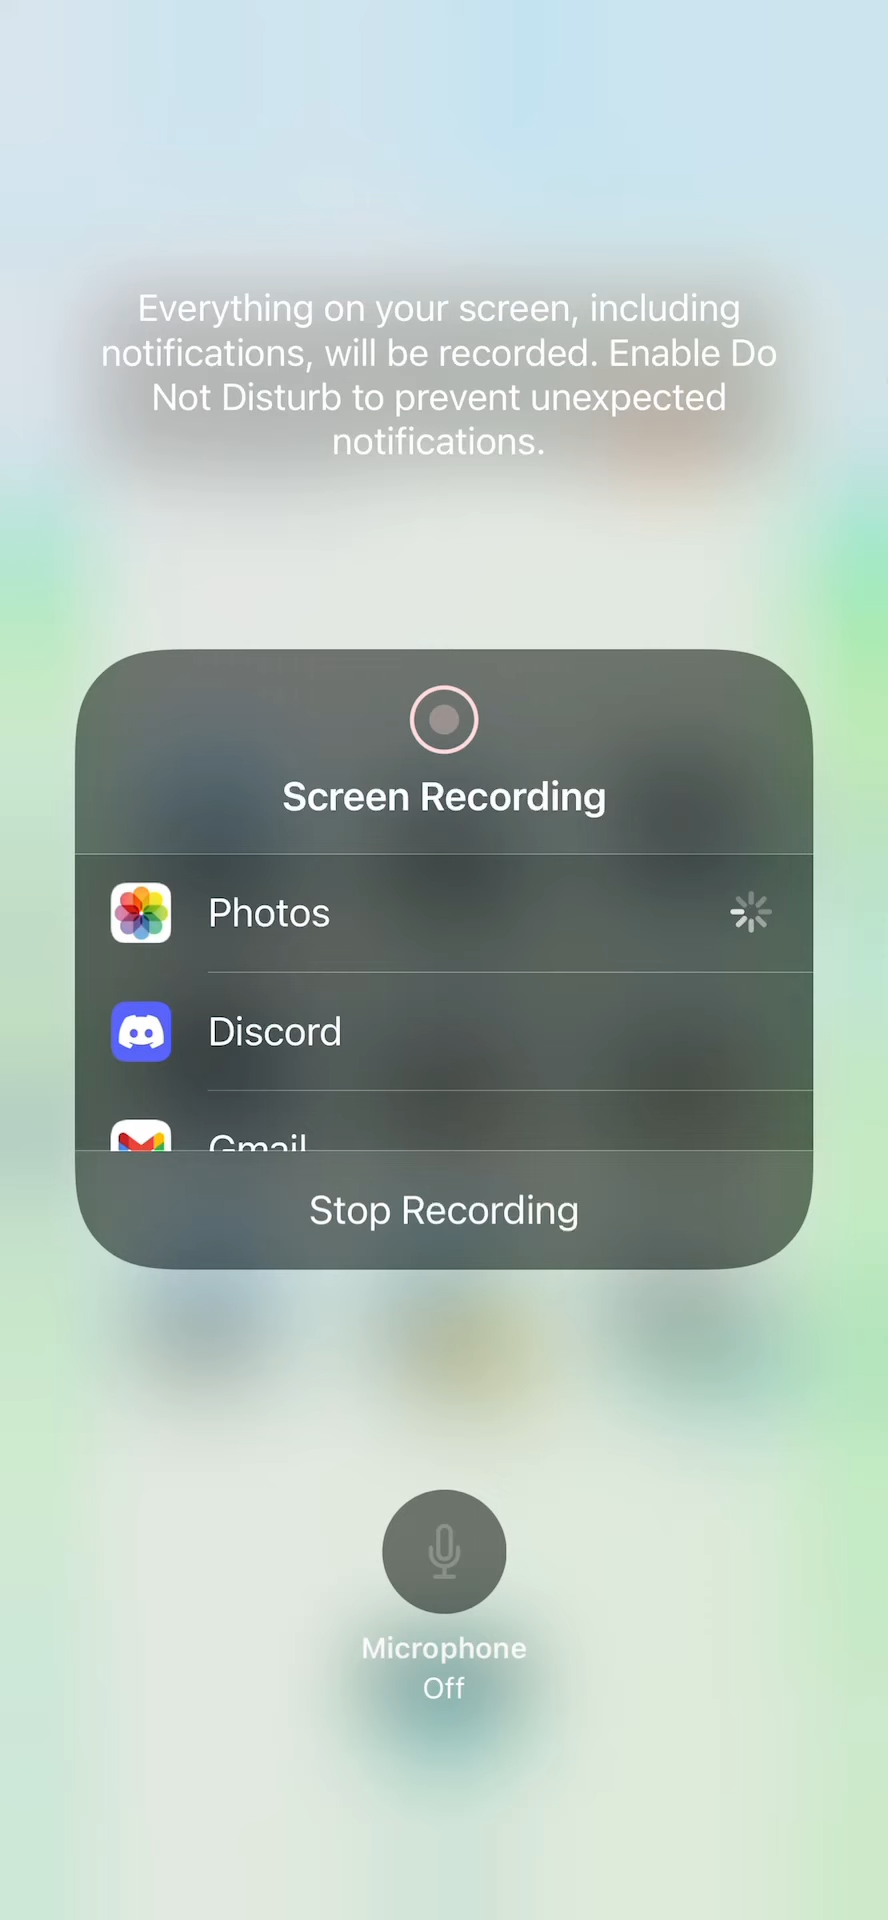 Everything on your screen, including
notifications, will be recorded. Enable Do
Not Disturb to prevent unexpected
notifications.
Screen Recording
Photos
Discord
Gmail
Stop Recording
Microphone
Off